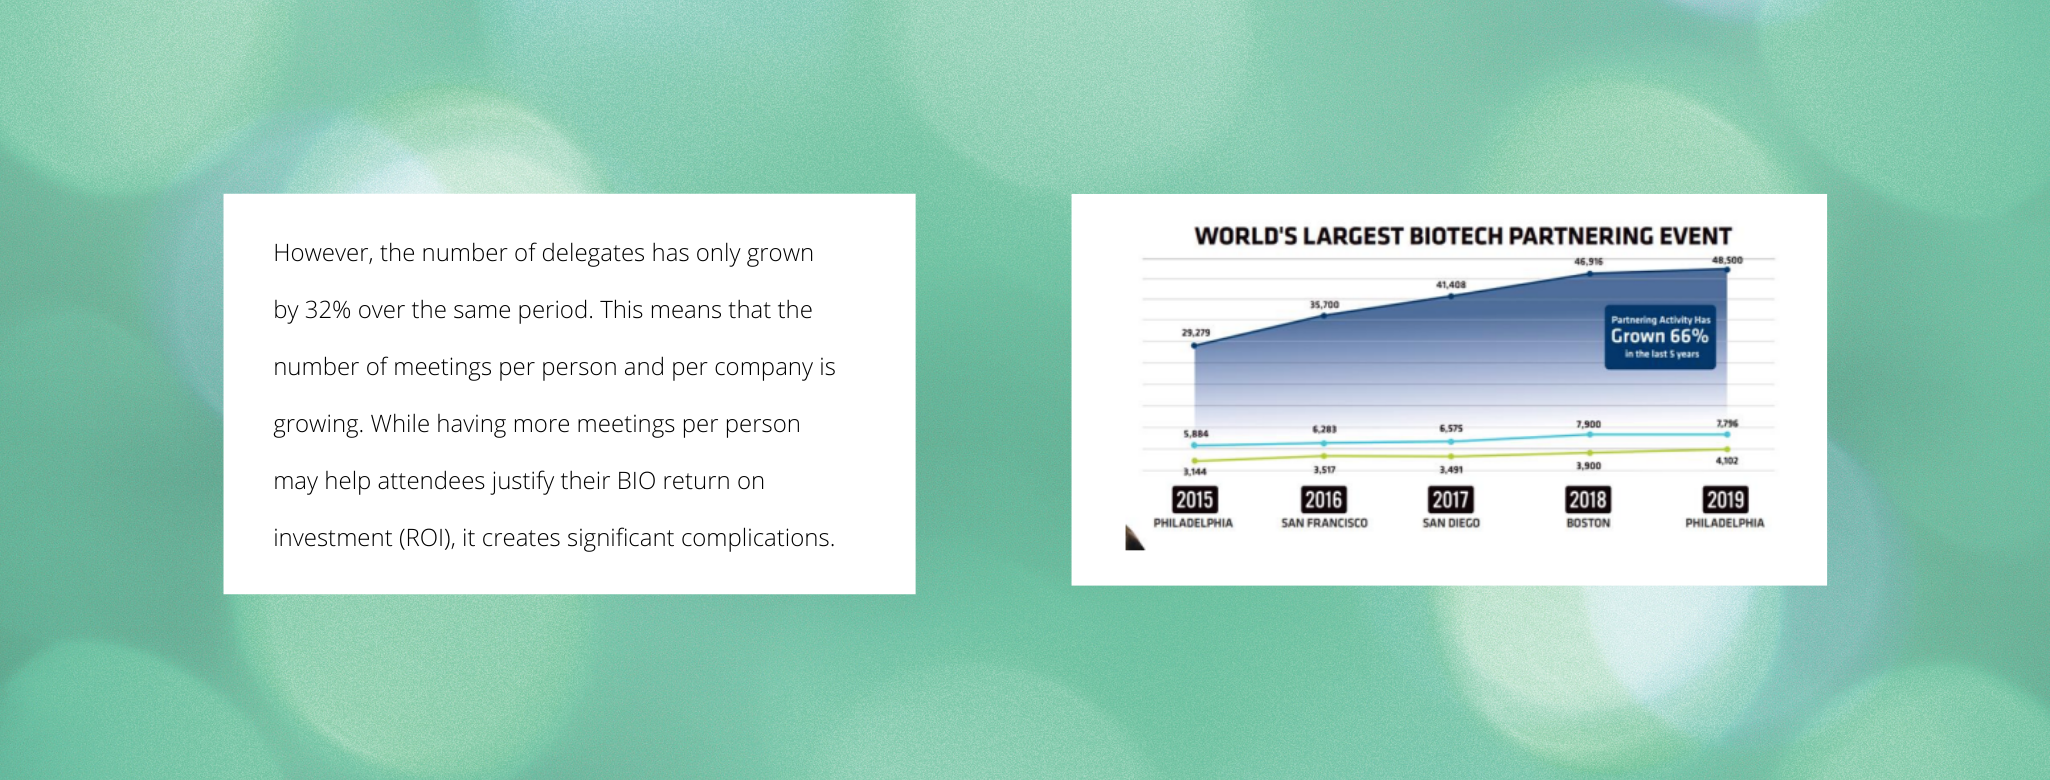 However, the number of delegates has only grown
by 32% over the same period. This means that the
number of meetings per person and per company is
growing. While having more meetings per person
may help attendees justify their BIO return on
investment (ROI), it creates significant complications.
WORLD'S LARGEST BIOTECH PARTNERING EVENT
29,279
35,700
41,408
46,916
48,500
Partnering Activity Has
Grown 66%
in the last 5 years
5,884
6,283
6,575
7,900
7,796
3,144
3,517
3,491
3,900
4,102
2015
2016
2017
2018
2019
PHILADELPHIA
SAN FRANCISCO
SAN DIEGO
BOSTON
PHILADELPHIA